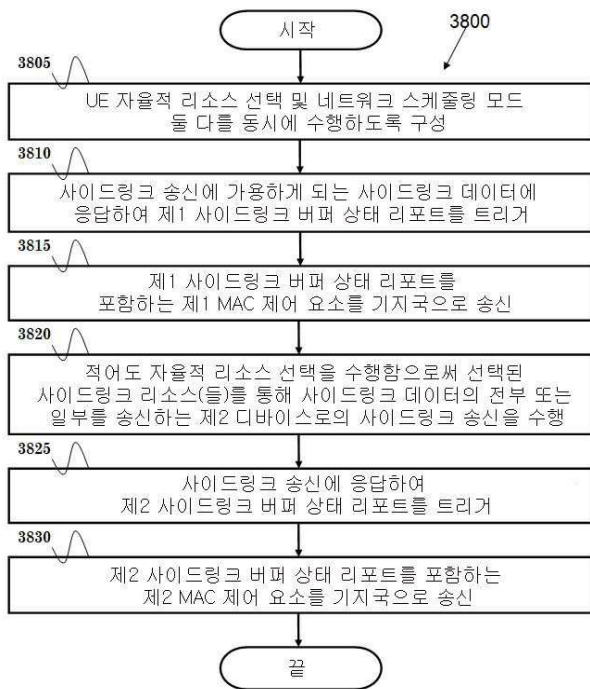 시작
3800
3805
UE 자율적 리소스 선택 및 네트워크 스케줄링 모드
둘 다를 동시에 수행하도록 구성
3810
사이드링크 송신에 가용하게 되는 사이드링크 데이터에
응답하여 제1 사이드링크 버퍼 상태 리포트를 트리거
3815
제1 사이드링크 버퍼 상태 리포트를
포함하는 제1 MAC 제어 요소를 기지국으로 송신
3820
적어도 자율적 리소스 선택을 수행함으로써 선택된
사이드링크 리소스(들)를 통해 사이드링크 데이터의 전부 또는
일부를 송신하는 제2 디바이스로의 사이드링크 송신을 수행
3825
사이드링크 송신에 응답하여
제2 사이드링크 버퍼 상태 리포트를 트리거
3830
제2 사이드링크 버퍼 상태 리포트를 포함하는
제2 MAC 제어 요소를 기지국으로 송신
끝